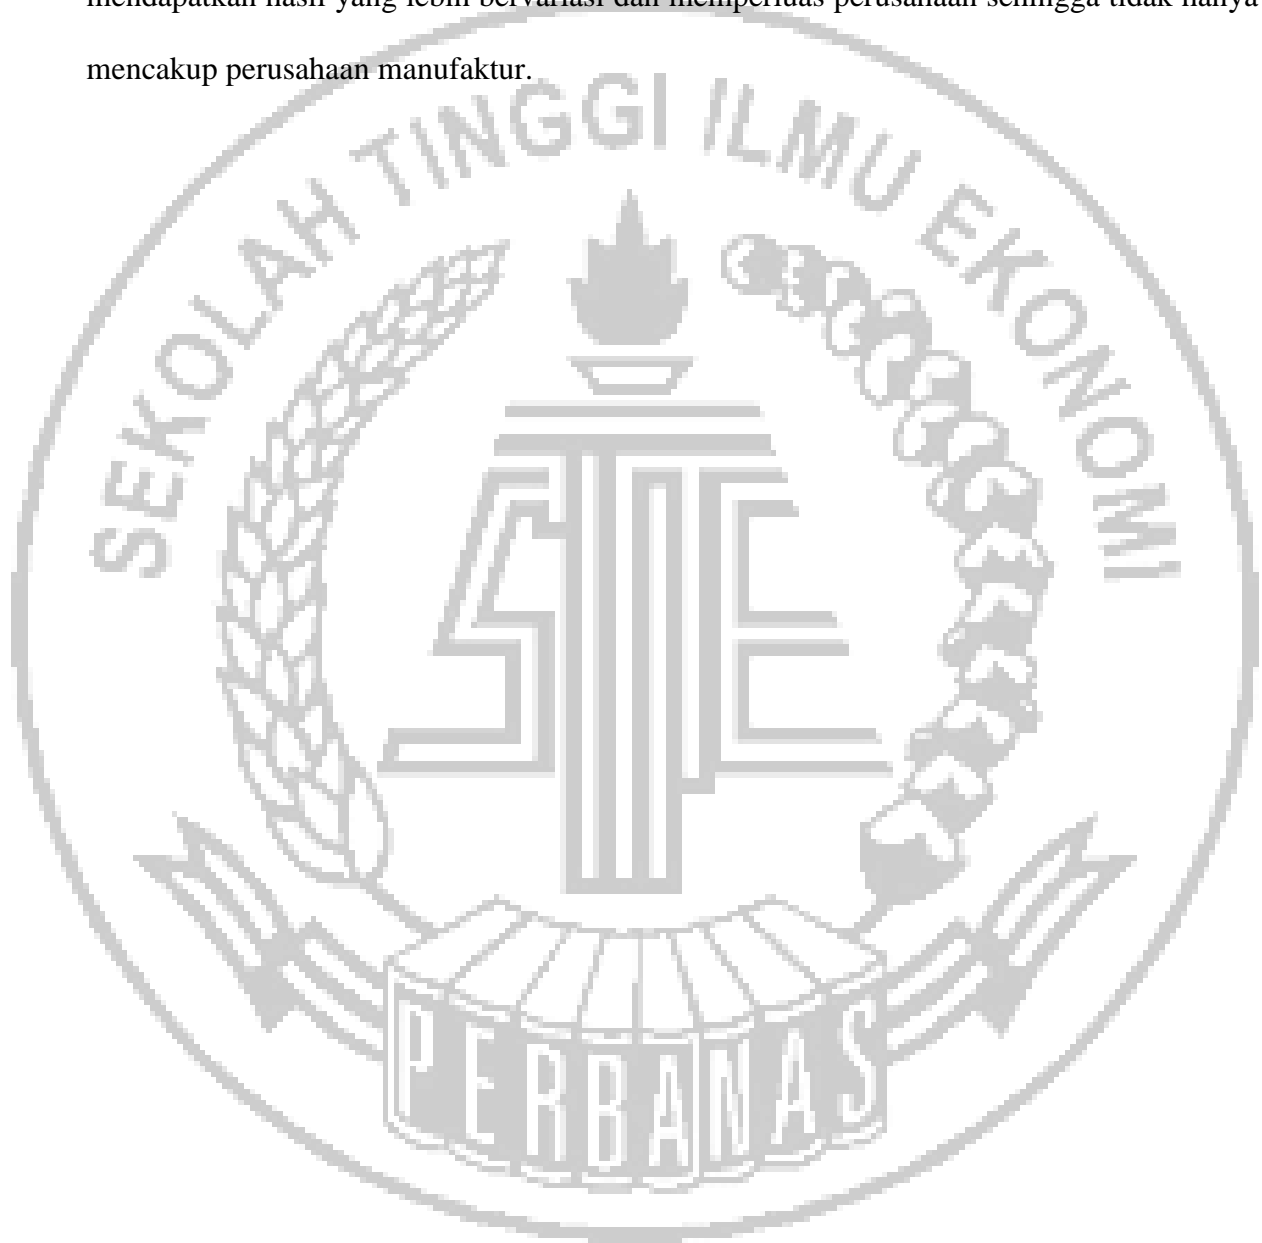 mendapatkan hasil yang lebih bervariasi dan memperluas perusahaan sehingga tidak hanya
mencakup perusahaan manufaktur.
SEKOLAH TINGGI ILMU EKONOMI
STIE
PERBANAS